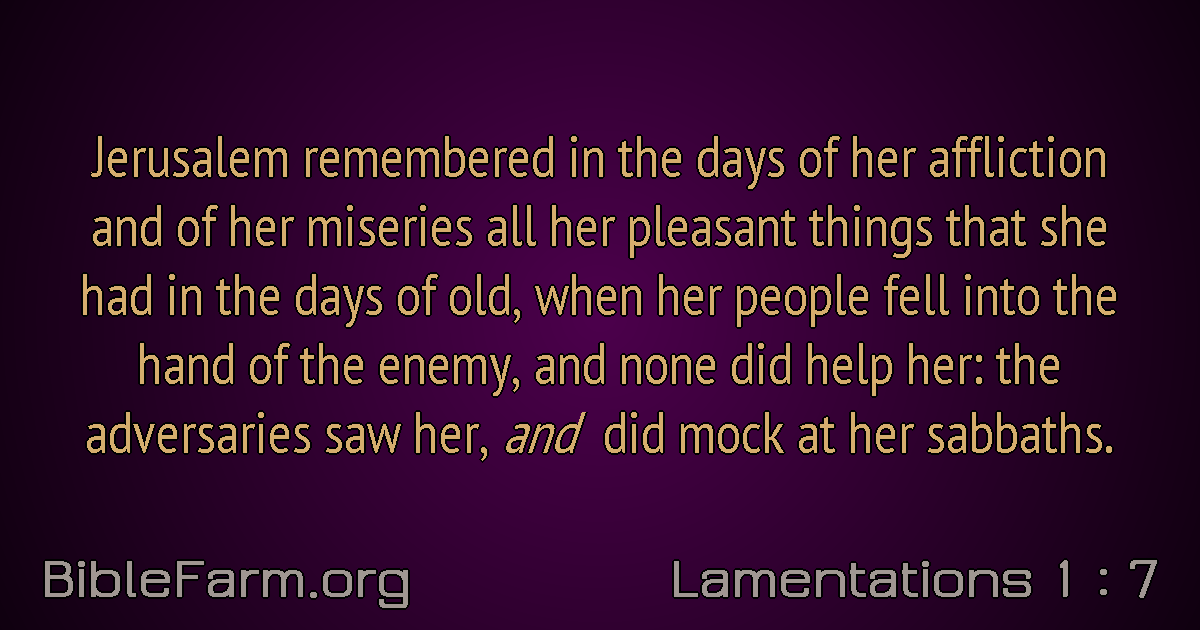 Jerusalem remembered in the days of her affliction
and of her miseries all her pleasant things that she
had in the days of old, when her people fell into the
hand of the enemy, and none did help her: the
adversaries saw her, and did mock at her sabbaths.
BibleFarm.org
Lamentations 1 : 7